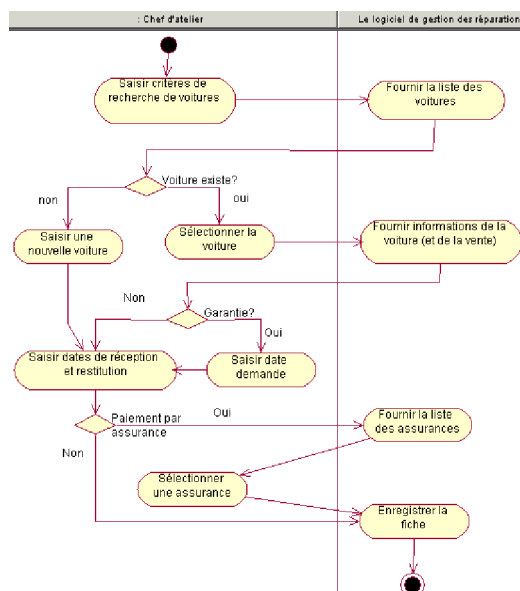 : Chef d'atelier
Le logiciel de gestion des réparation
Saisir critères de
recherche de voitures
Fournir la liste des
voitures
Voiture existe?
non
oui
Saisir une
nouvelle voiture
Sélectionner la
voiture
Fournir informations de la
voiture (et de la vente)
Non
Garantie?
Oui
Saisir dates de réception
et restitution
Saisir date
demande
Paiement par
assurance
Oui
Non
Fournir la liste
des assurances
Sélectionner
une assurance
Enregistrer la
fiche